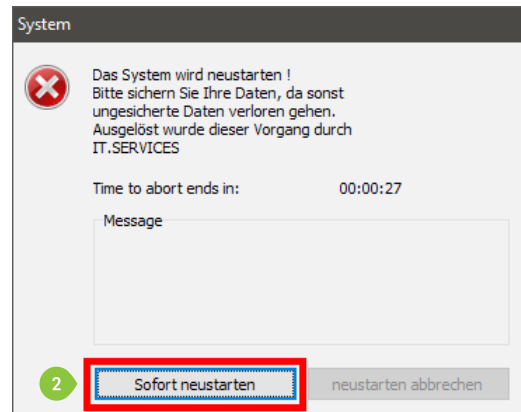 System
Das System wird neustarten !
Bitte sichern Sie Ihre Daten, da sonst
ungesicherte Daten verloren gehen.
Ausgelöst wurde dieser Vorgang durch
IT.SERVICES
Time to abort ends in: 00:00:27
Message
2 Sofort neustarten neustarten abbrechen